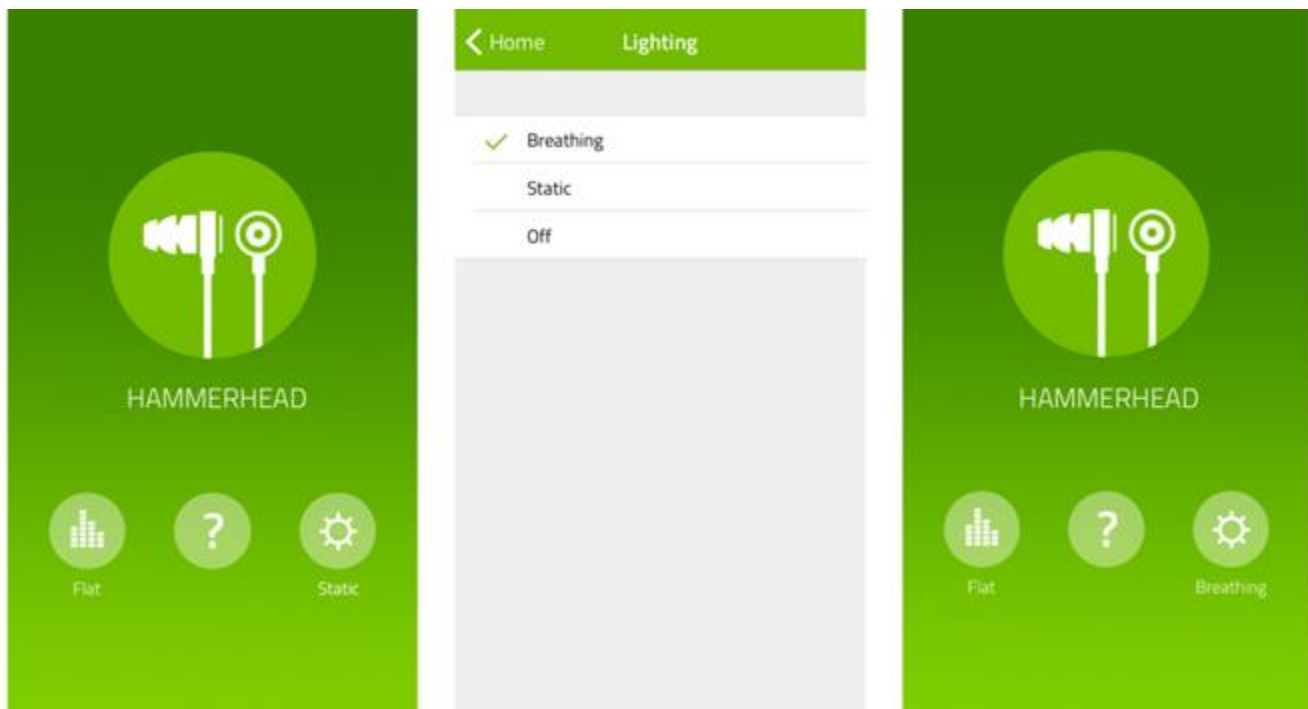 HAMMERHEAD
?
Flat
Static
Home
Lighting
Breathing
Static
Off
HAMMERHEAD
?
Flat
Breathing